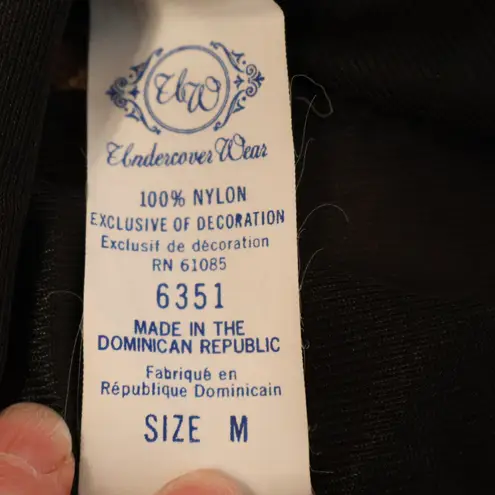 UW
Undercover Wear
100% NYLON
EXCLUSIVE OF DECORATION
Exclusif de décoration
RN 61085
6351
MADE IN THE
DOMINICAN REPUBLIC
Fabriqué en
République Dominicain
SIZE M